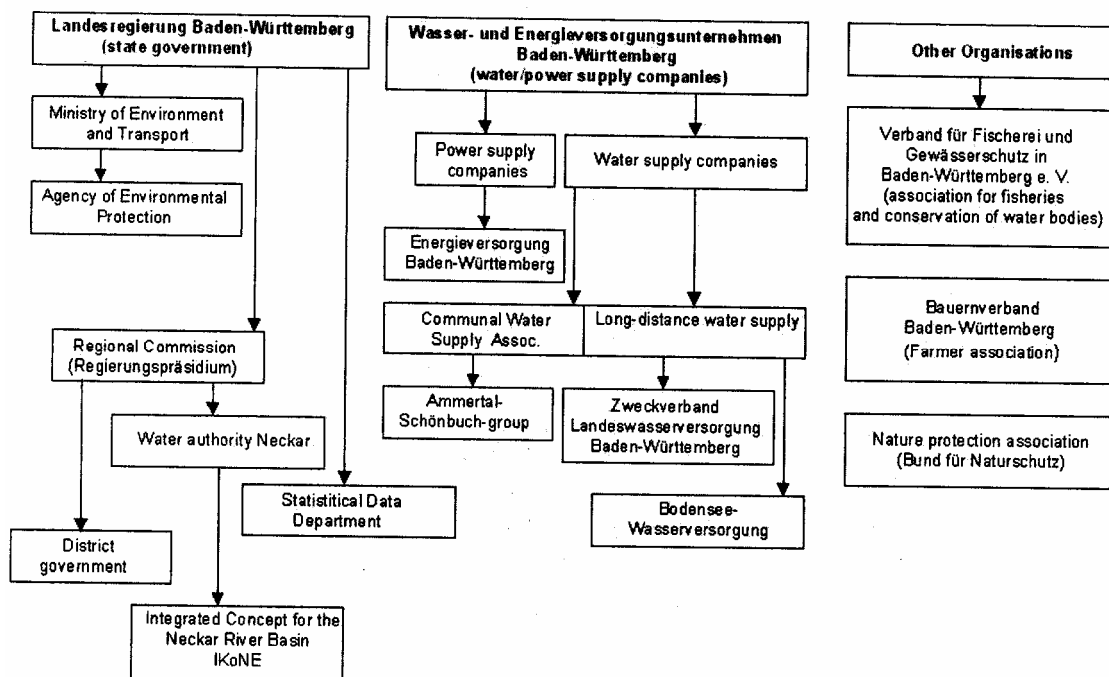 Landesregierung Baden-Württemberg
(state government)
Ministry of Environment
and Transport
Agency of Environmental
Protection
Regional Commission
(Regierungspräsidium)
Water authority Neckar
Statistitical Data
Department
District
government
Integrated Concept for the
Neckar River Basin
IKoNE
Wasser- und Energieversorgungsunternehmen
Baden-Württemberg
(water/power supply companies)
Power supply
companies
Water supply companies
Energieversorgung
Baden-Württemberg
Communal Water
Supply Assoc.
Long-distance water supply
Ammertal-
Schönbuch-group
Zweckverband
Landeswasserversorgung
Baden-Württemberg
Bodensee-
Wasserversorgung
Other Organisations
Verband für Fischerei und
Gewässerschutz in
Baden-Württemberg e. V.
(association for fisheries
and conservation of water bodies)
Bauernverband
Baden-Württemberg
(Farmer association)
Nature protection association
(Bund für Naturschutz)